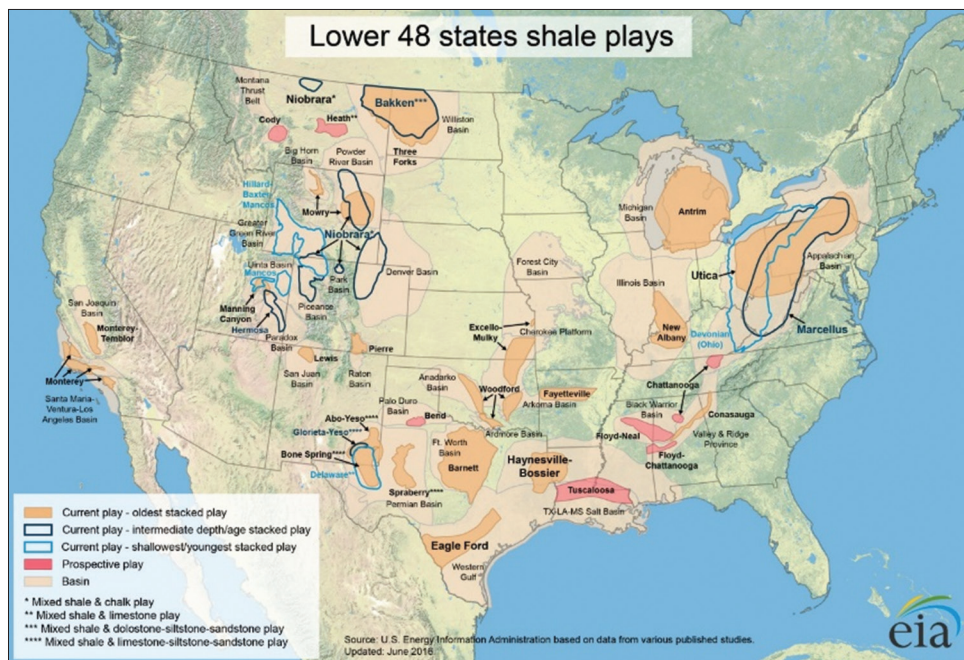 Lower 48 states shale plays
Montana
Thrust
Belt
Niobrara*
Bakken***
Cody
Heath**
Williston
Basin
Big Horn
Basin
Powder
River Basin
Three
Forks
Hillard-
Baxter-
Mancos
Mowry
Greater
Green River
Basin
Niobrara*
Michigan
Basin
Antrim
Uinta Basin
Mancos
Park
Basin
Denver Basin
Forest City
Basin
Illinois Basin
Utica
Appalachian
Basin
Manning
Canyon
Piceance
Basin
Hermosa
Paradox
Basin
San Joaquin
Basin
Monterey-
Temblor
Excello-
Mulky
Cherokee Platform
New
Albany
Devonian
(Ohio)
Marcellus
Lewis
Pierre
San Juan
Basin
Raton
Basin
Monterey
Santa Maria-
Ventura-Los
Angeles Basin
Anadarko
Basin
Woodford
Fayetteville
Arkoma Basin
Chattanooga
Black Warrior
Basin
Conasauga
Palo Duro
Basin
Bend
Abo-Yeso****
Glorieta-Yeso****
Ardmore Basin
Floyd-Neal
Valley & Ridge
Province
Bone Spring****
Delaware**
Ft. Worth
Basin
Barnett
Haynesville-
Bossier
Floyd-
Chattanooga
Spraberry****
Permian Basin
Tuscaloosa
TX-LA-MS Salt Basin
Eagle Ford
Western
Gulf
Current play - oldest stacked play
Current play - intermediate depth/age stacked play
Current play - shallowest/youngest stacked play
Prospective play
Basin
* Mixed shale & chalk play
** Mixed shale & limestone play
*** Mixed shale & dolostone-siltstone-sandstone play
**** Mixed shale & limestone-siltstone-sandstone play
Source: U.S. Energy Information Administration based on data from various published studies.
Updated: June 2016
eia